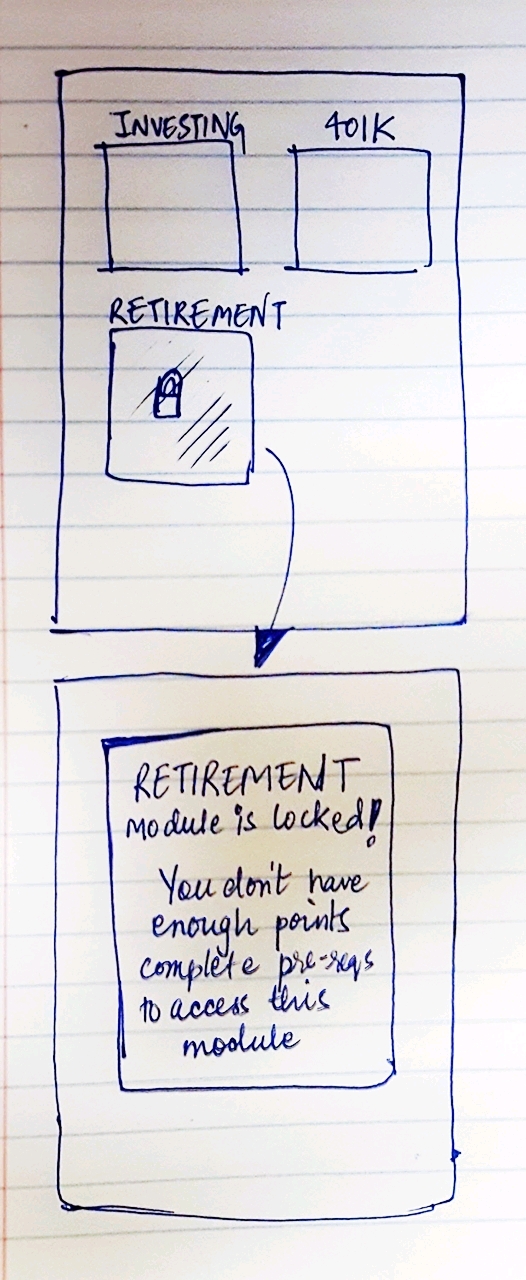 INVESTING 401K
RETIREMENT
RETIREMENT
Module is locked!
You don't have
enough points
complete pre-reqs
to access this
module